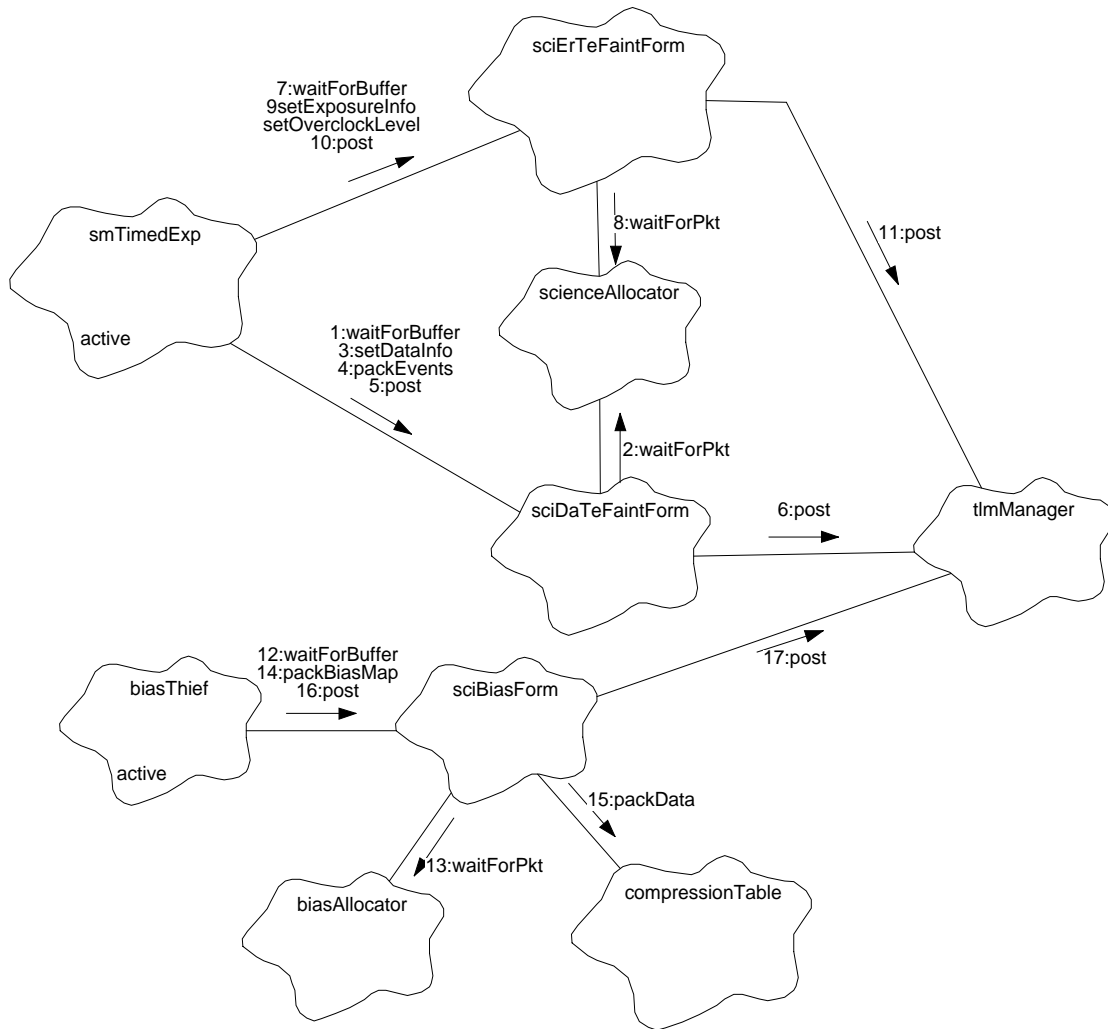 sciErTeFaintForm
7:waitForBuffer
9setExposureInfo
setOverclockLevel
10:post
8:waitForPkt
11:post
smTimedExp
active
scienceAllocator
1:waitForBuffer
3:setDataInfo
4:packEvents
5:post
2:waitForPkt
sciDaTeFaintForm
6:post
tlmManager
12:waitForBuffer
14:packBiasMap
16:post
17:post
biasThief
active
sciBiasForm
15:packData
13:waitForPkt
biasAllocator
compressionTable